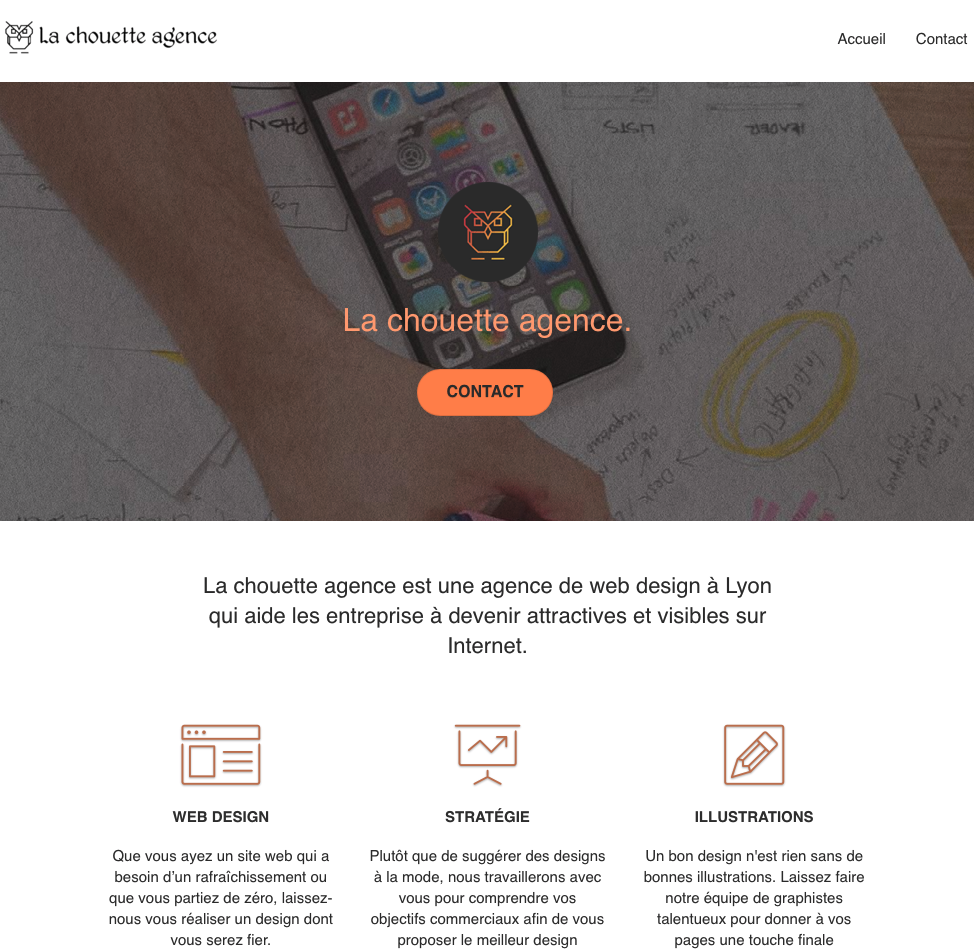 La chouette agence
Accueil
Contact
LISTS
HEADER
La chouette agence.
CONTACT
INFOGRAPHIC
La chouette agence est une agence de web design à Lyon
qui aide les entreprise à devenir attractives et visibles sur
Internet.
WEB DESIGN
Que vous ayez un site web qui a
besoin d’un rafraîchissement ou
que vous partiez de zéro, laissez-
nous vous réaliser un design dont
vous serez fier.
STRATÉGIE
Plutôt que de suggérer des designs
à la mode, nous travaillerons avec
vous pour comprendre vos
objectifs commerciaux afin de vous
proposer le meilleur design
ILLUSTRATIONS
Un bon design n'est rien sans de
bonnes illustrations. Laissez faire
notre équipe de graphistes
talentueux pour donner à vos
pages une touche finale